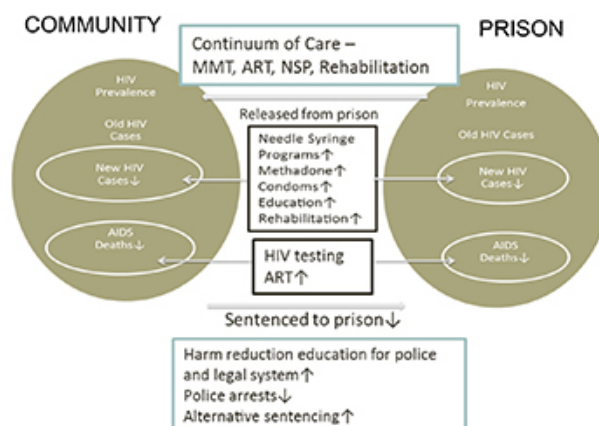 COMMUNITY
PRISON
Continuum of Care –
MMT, ART, NSP, Rehabilitation
HIV
Prevalence
Old HIV
Cases
New HIV
Cases↓
AIDS
Deaths↓
Released from prison
Needle Syringe
Programs↑
Methadone↑
Condoms↑
Education↑
Rehabilitation↑
HIV testing
ART↑
HIV
Prevalence
Old HIV Cases
New HIV
Cases↓
AIDS
Deaths↓
Sentenced to prison↓
Harm reduction education for police
and legal system↑
Police arrests↓
Alternative sentencing↑